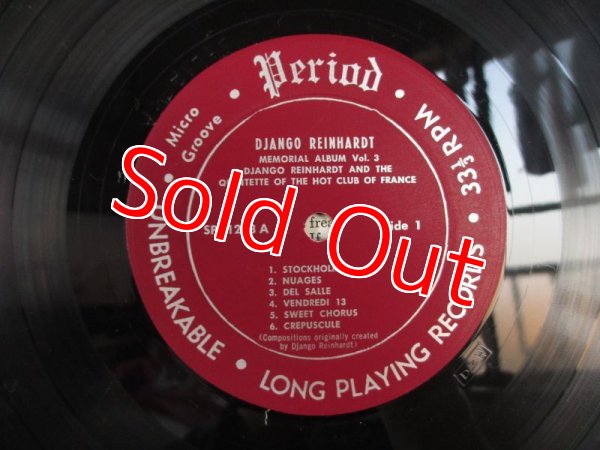 Period
Micro
Groove
UNBREAKABLE
LONG PLAYING RECORDS
33⅓ RPM
DJANGO REINHARDT
MEMORIAL ALBUM Vol. 3
DJANGO REINHARDT AND THE
OF THE HOT CLUB OF FRANCE
Side 1
1. STOCKHOL
2. NUAGES
3. DEL SALLE
4. VENDREDI 13
5. SWEET CHORUS
6. CREPUSCULE
(Compositions originally created
by Django Reinhardt)
Sold Out